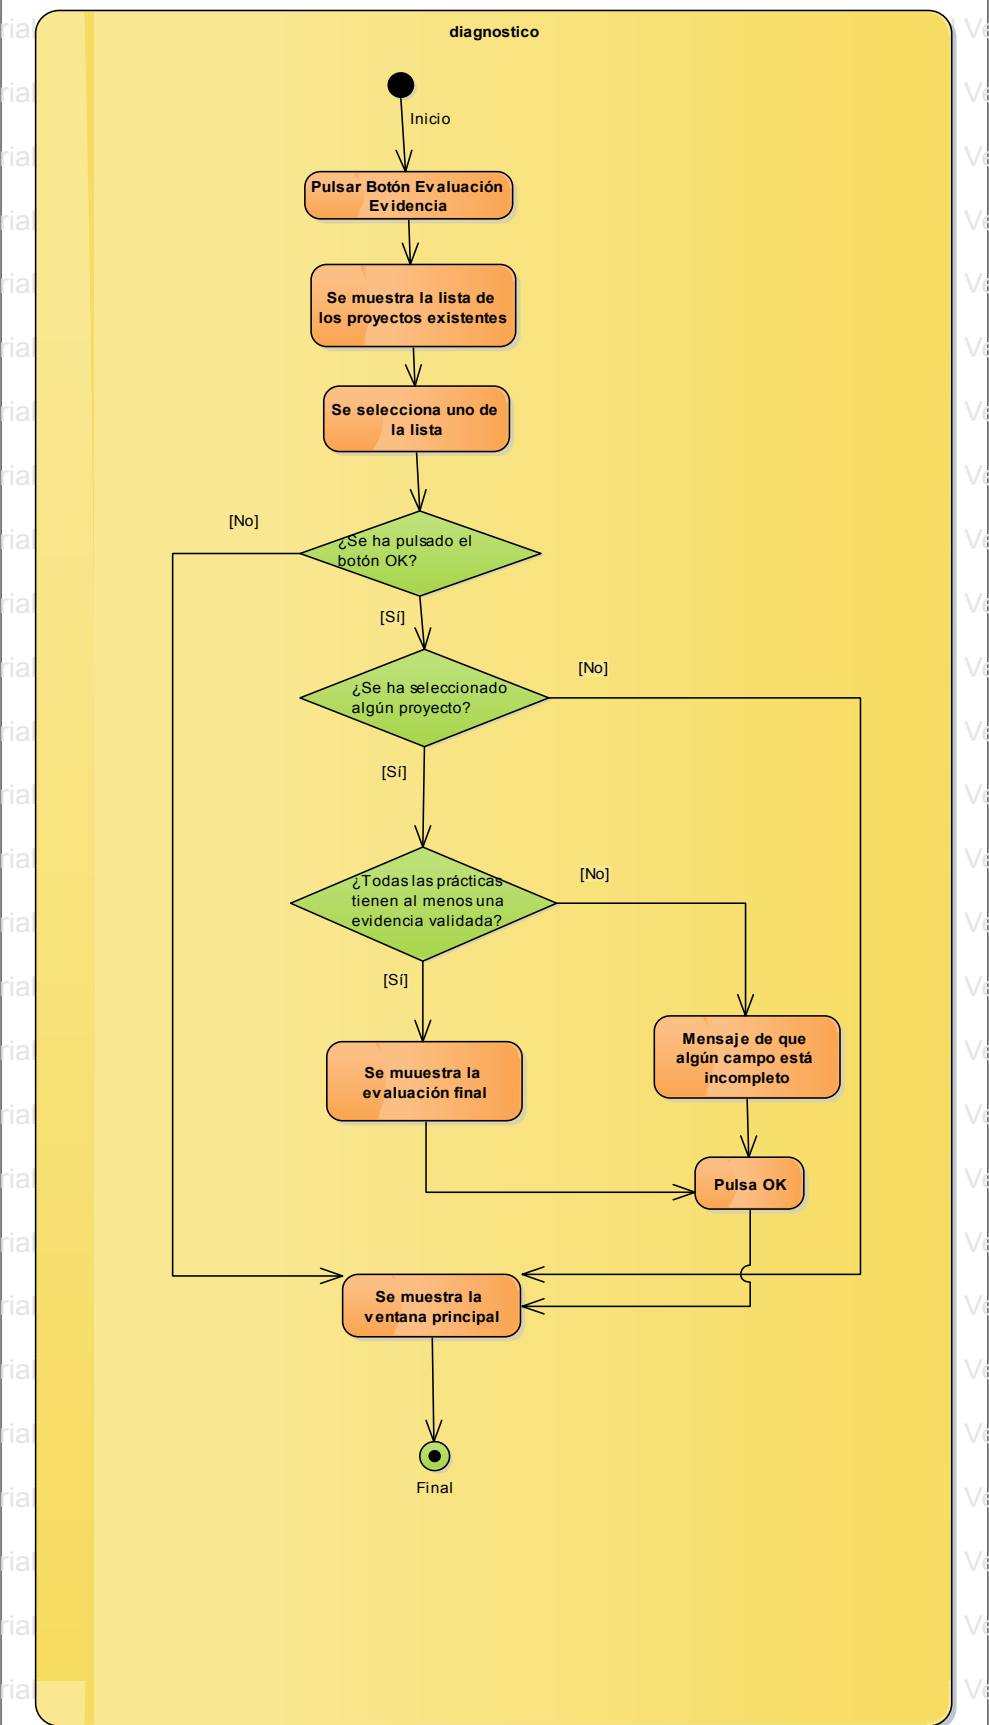 diagnostico
Inicio
Pulsar Botón Evaluación
Evidencia
Se muestra la lista de
los proyectos existentes
Se selecciona uno de
la lista
[No]
¿Se ha pulsado el
botón OK?
[Sí]
[No]
¿Se ha seleccionado
algún proyecto?
[Sí]
[No]
¿Todas las prácticas
tienen al menos una
evidencia validada?
[Sí]
Mensaje de que
algún campo está
incompleto
Se muuestra la
evaluación final
Pulsa OK
Se muestra la
ventana principal
Final